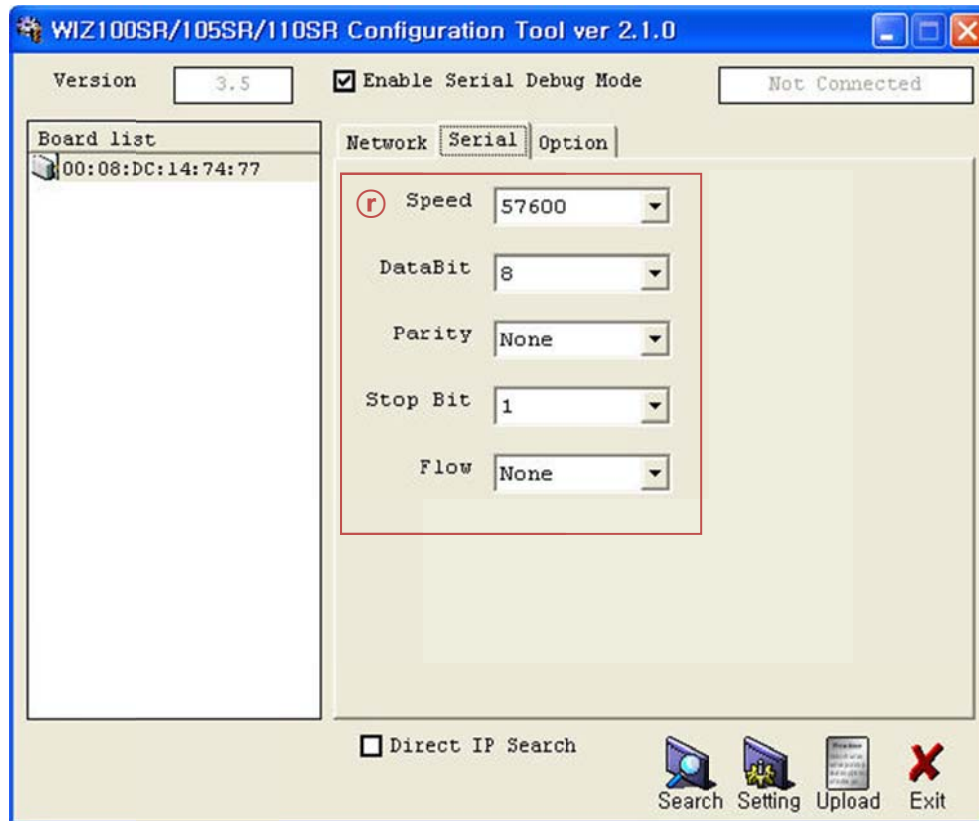 WIZ100SR/105SR/110SR Configuration Tool ver 2.1.0
Version 3.5 Enable Serial Debug Mode Not Connected
Board list
00:08:DC:14:74:77
Network Serial Option
r Speed 57600
DataBit 8
Parity None
Stop Bit 1
Flow None
Direct IP Search
Search Setting Upload Exit